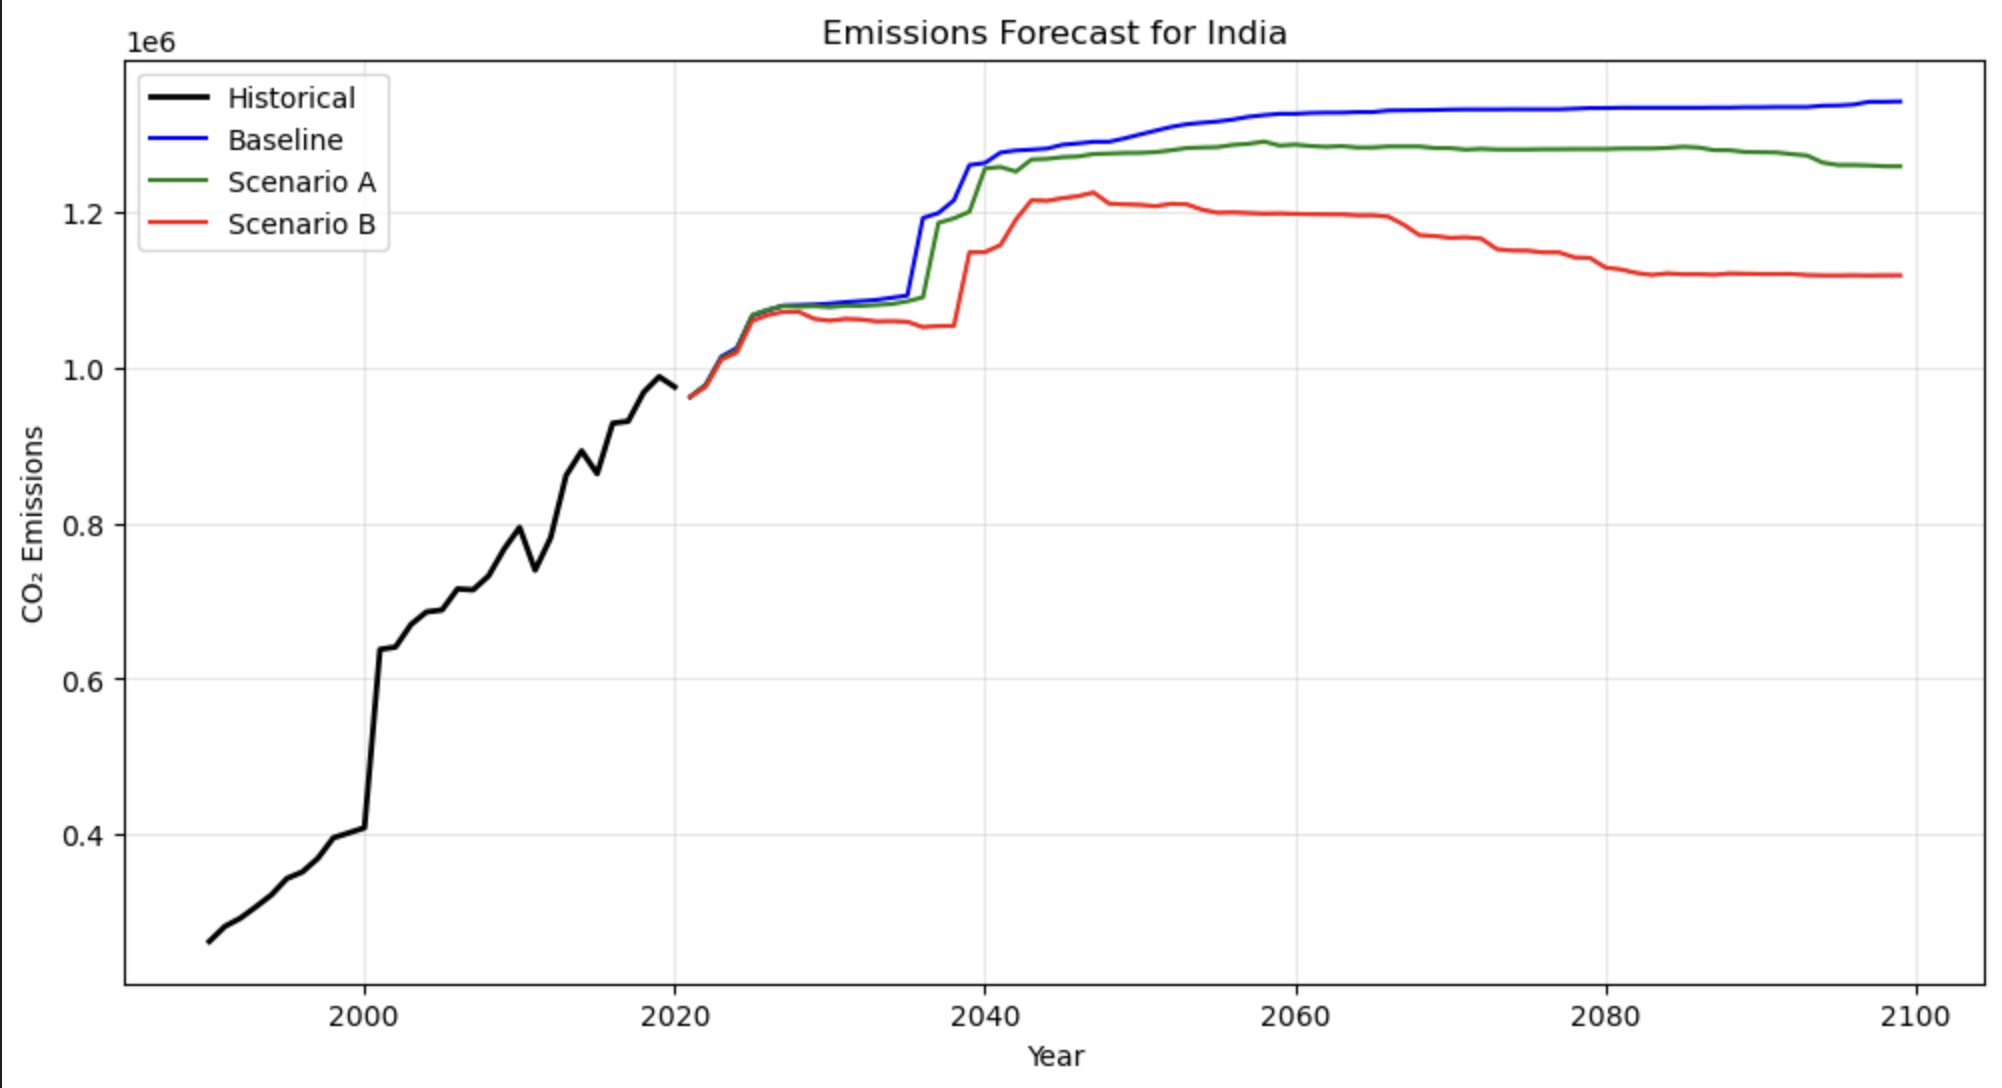 Emissions Forecast for India
1e6
Historical
Baseline
Scenario A
Scenario B
1.2
1.0
0.8
0.6
0.4
CO₂ Emissions
2000 2020 2040 2060 2080 2100
Year